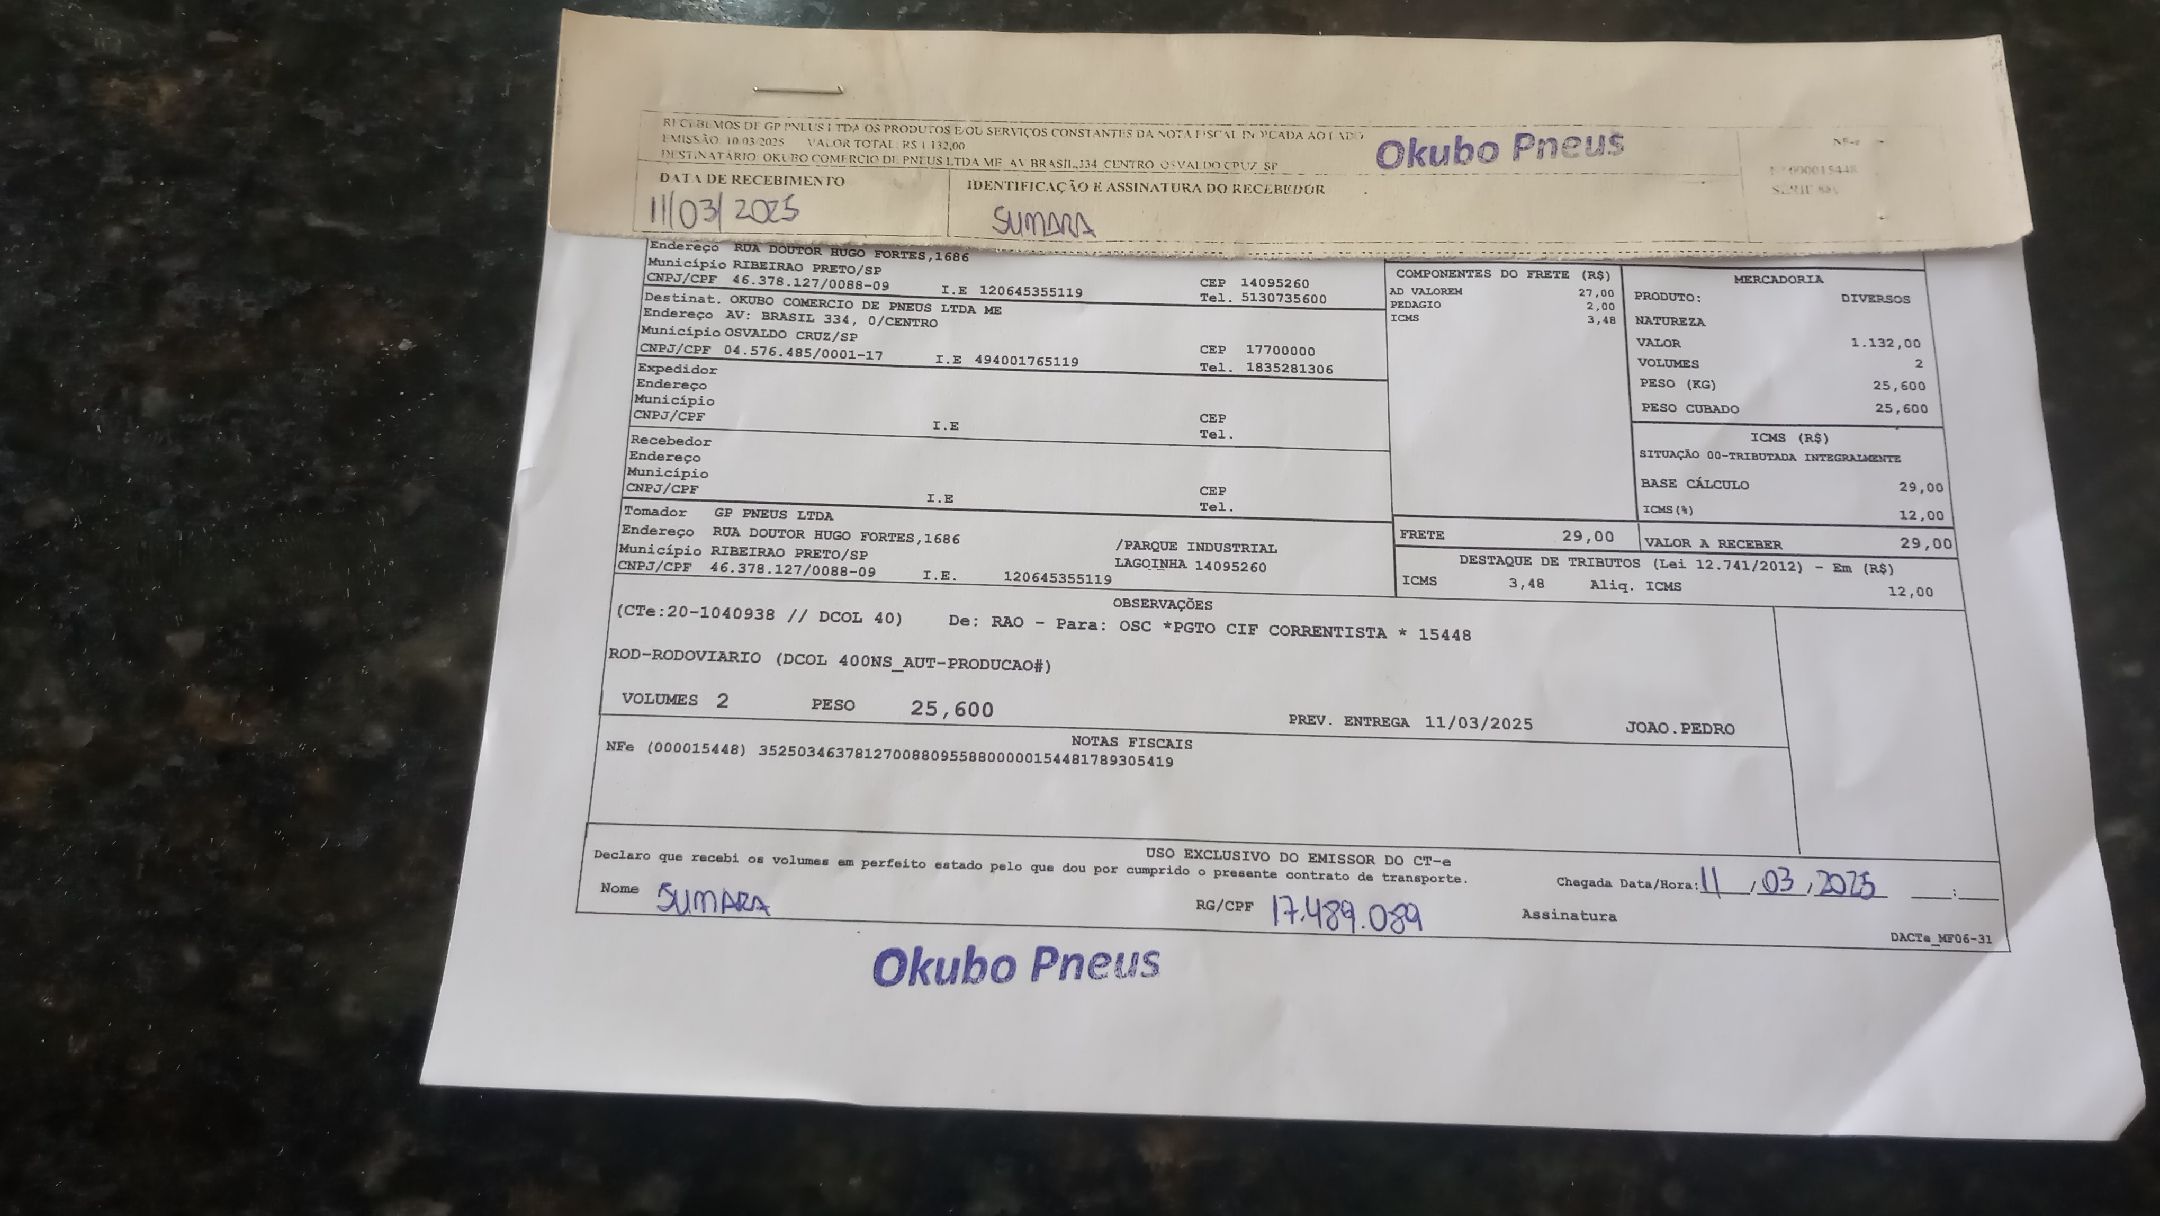 RECEBEMOS DE GP PNEUS LTDA OS PRODUTOS E/OU SERVIÇOS CONSTANTES DA NOTA FISCAL INDICADA AO LADO
EMISSÃO: 10/03/2025 VALOR TOTAL: R$ 1.132,00
DESTINATÁRIO: OKUBO COMERCIO DE PNEUS LTDA ME AV BRASIL,334 CENTRO OSVALDO CRUZ SP
Okubo Pneus
NF-e
000015448
SÉRIE
DATA DE RECEBIMENTO
IDENTIFICAÇÃO E ASSINATURA DO RECEBEDOR
11/03/2025
SUMARA
Endereço RUA DOUTOR HUGO FORTES,1686
Município RIBEIRAO PRETO/SP CEP 14095260
CNPJ/CPF 46.378.127/0088-09 I.E 120645355119 Tel. 5130735600
Destinat. OKUBO COMERCIO DE PNEUS LTDA ME
Endereço AV: BRASIL 334, 0/CENTRO
Município OSVALDO CRUZ/SP CEP 17700000
CNPJ/CPF 04.576.485/0001-17 I.E 494001765119 Tel. 1835281306
Expedidor
Endereço
Município CEP
CNPJ/CPF I.E Tel.
Recebedor
Endereço
Município CEP
CNPJ/CPF I.E Tel.
Tomador GP PNEUS LTDA
Endereço RUA DOUTOR HUGO FORTES,1686 /PARQUE INDUSTRIAL
Município RIBEIRAO PRETO/SP LAGOINHA 14095260
CNPJ/CPF 46.378.127/0088-09 I.E. 120645355119
COMPONENTES DO FRETE (R$)
AD VALOREM 27,00
PEDAGIO 2,00
ICMS 3,48
MERCADORIA
PRODUTO: DIVERSOS
NATUREZA
VALOR 1.132,00
VOLUMES 2
PESO (KG) 25,600
PESO CUBADO 25,600
ICMS (R$)
SITUAÇÃO 00-TRIBUTADA INTEGRALMENTE
BASE CÁLCULO 29,00
ICMS(%) 12,00
FRETE 29,00 VALOR A RECEBER 29,00
DESTAQUE DE TRIBUTOS (Lei 12.741/2012) - Em (R$)
ICMS 3,48 Aliq. ICMS 12,00
OBSERVAÇÕES
(CTe:20-1040938 // DCOL 40) De: RAO - Para: OSC *PGTO CIF CORRENTISTA * 15448
ROD-RODOVIARIO (DCOL 400NS_AUT-PRODUCAO#)
VOLUMES 2 PESO 25,600 PREV. ENTREGA 11/03/2025 JOAO.PEDRO
NOTAS FISCAIS
NFe (000015448) 35250346378127008809558800000154481789305419
USO EXCLUSIVO DO EMISSOR DO CT-e
Declaro que recebi os volumes em perfeito estado pelo que dou por cumprido o presente contrato de transporte.
Chegada Data/Hora: 11/03/2025 __:__
Nome SUMARA RG/CPF 17.489.089 Assinatura
DACTe_MF06-31
Okubo Pneus